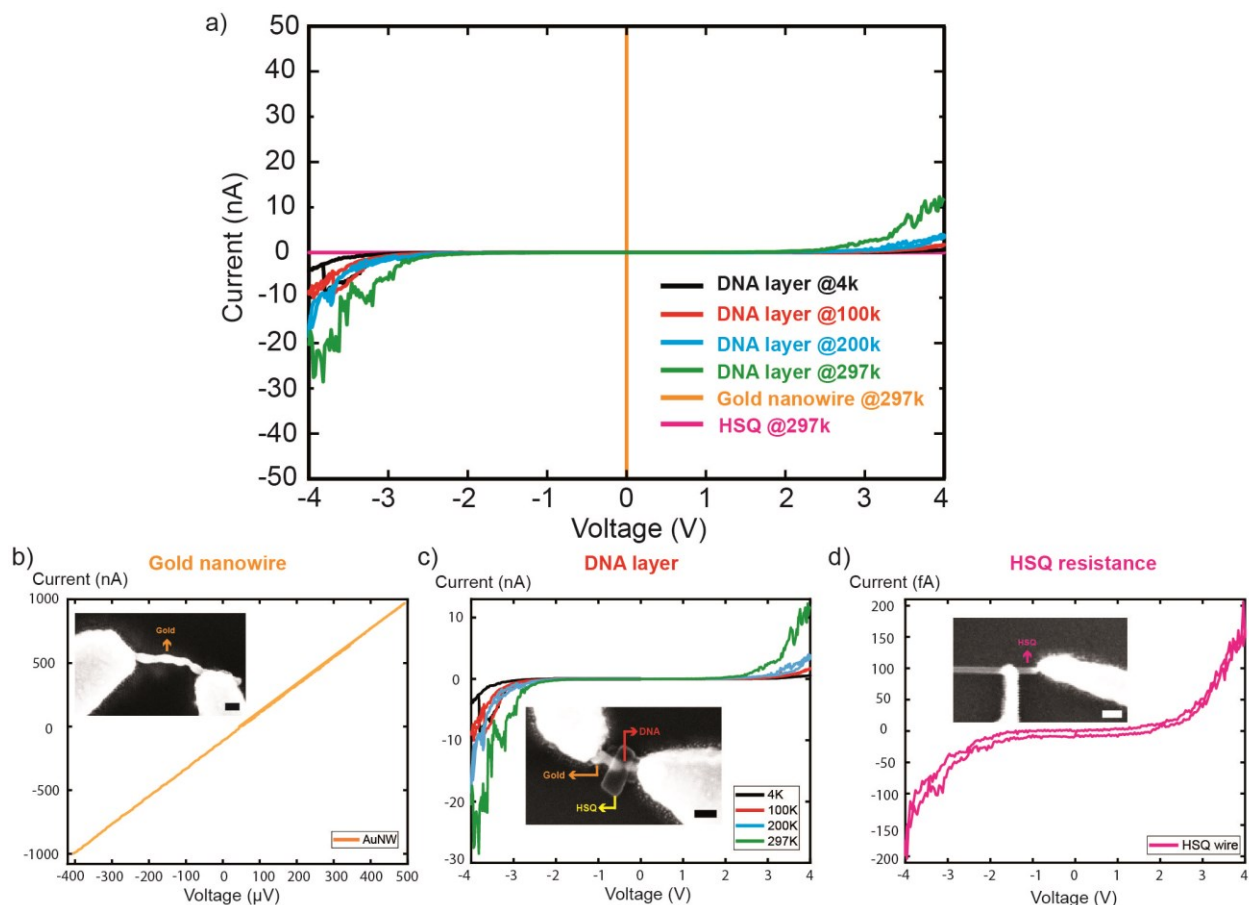 a)
Current (nA)
50
40
30
20
10
0
-10
-20
-30
-40
-50
DNA layer @4k
DNA layer @100k
DNA layer @200k
DNA layer @297k
Gold nanowire @297k
HSQ @297k
-4 -3 -2 -1 0 1 2 3 4
Voltage (V)
b) Gold nanowire
Current (nA)
1000
500
0
-500
-1000
Gold
AuNW
-400 -300 -200 -100 0 100 200 300 400 500
Voltage (µV)
c) DNA layer
Current (nA)
10
0
-10
-20
-30
DNA
Gold
HSQ
4K
100K
200K
297K
-4 -3 -2 -1 0 1 2 3 4
Voltage (V)
d) HSQ resistance
Current (fA)
200
150
100
50
0
-50
-100
-150
-200
HSQ
HSQ wire
-4 -3 -2 -1 0 1 2 3 4
Voltage (V)